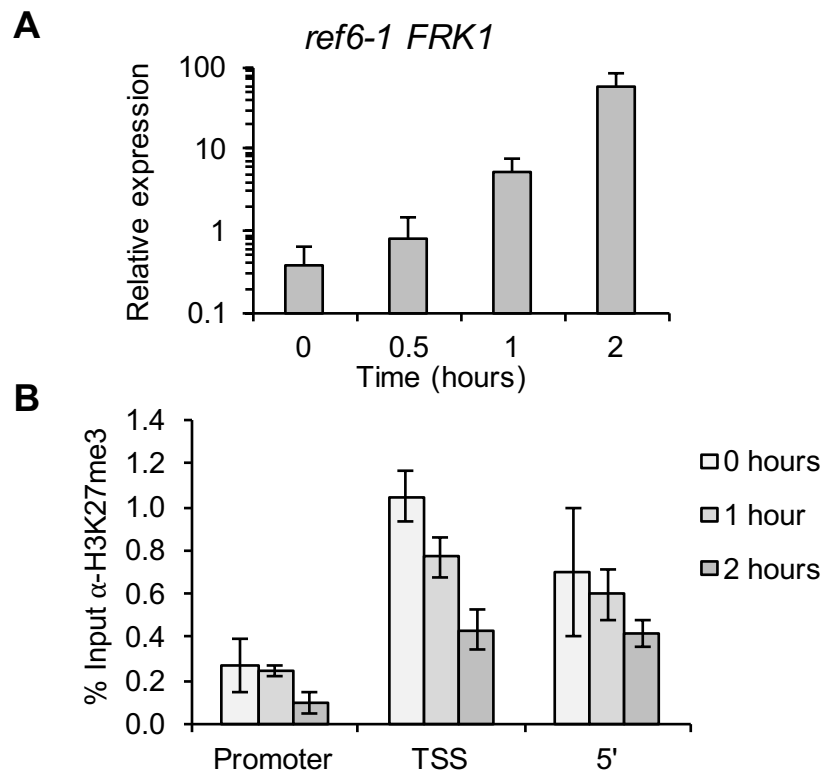 A
ref6-1 FRK1
Relative expression
100
10
1
0.1
0 0.5 1 2
Time (hours)
B
% Input α-H3K27me3
1.4
1.2
1.0
0.8
0.6
0.4
0.2
0.0
Promoter TSS 5'
0 hours
1 hour
2 hours